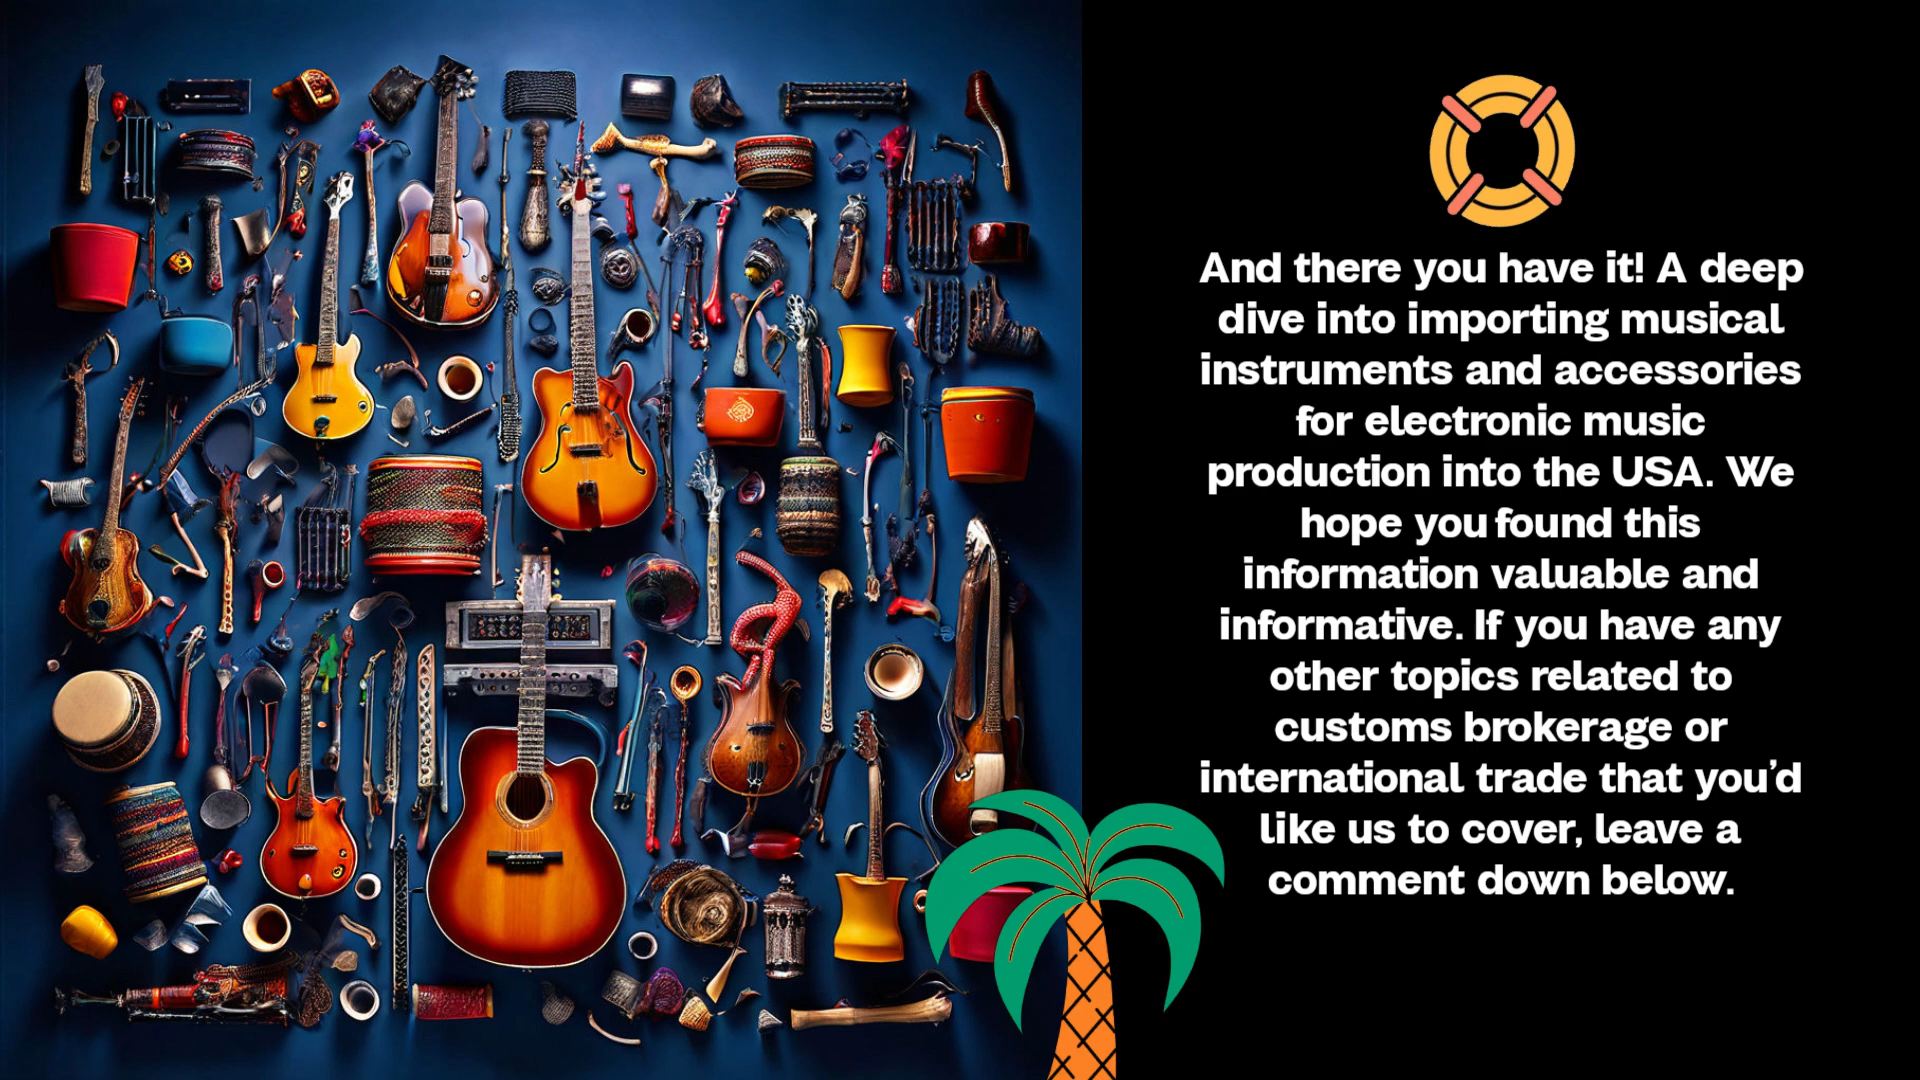 And there you have it! A deep
dive into importing musical
instruments and accessories
for electronic music
production into the USA. We
hope you found this
information valuable and
informative. If you have any
other topics related to
customs brokerage or
international trade that you’d
like us to cover, leave a
comment down below.